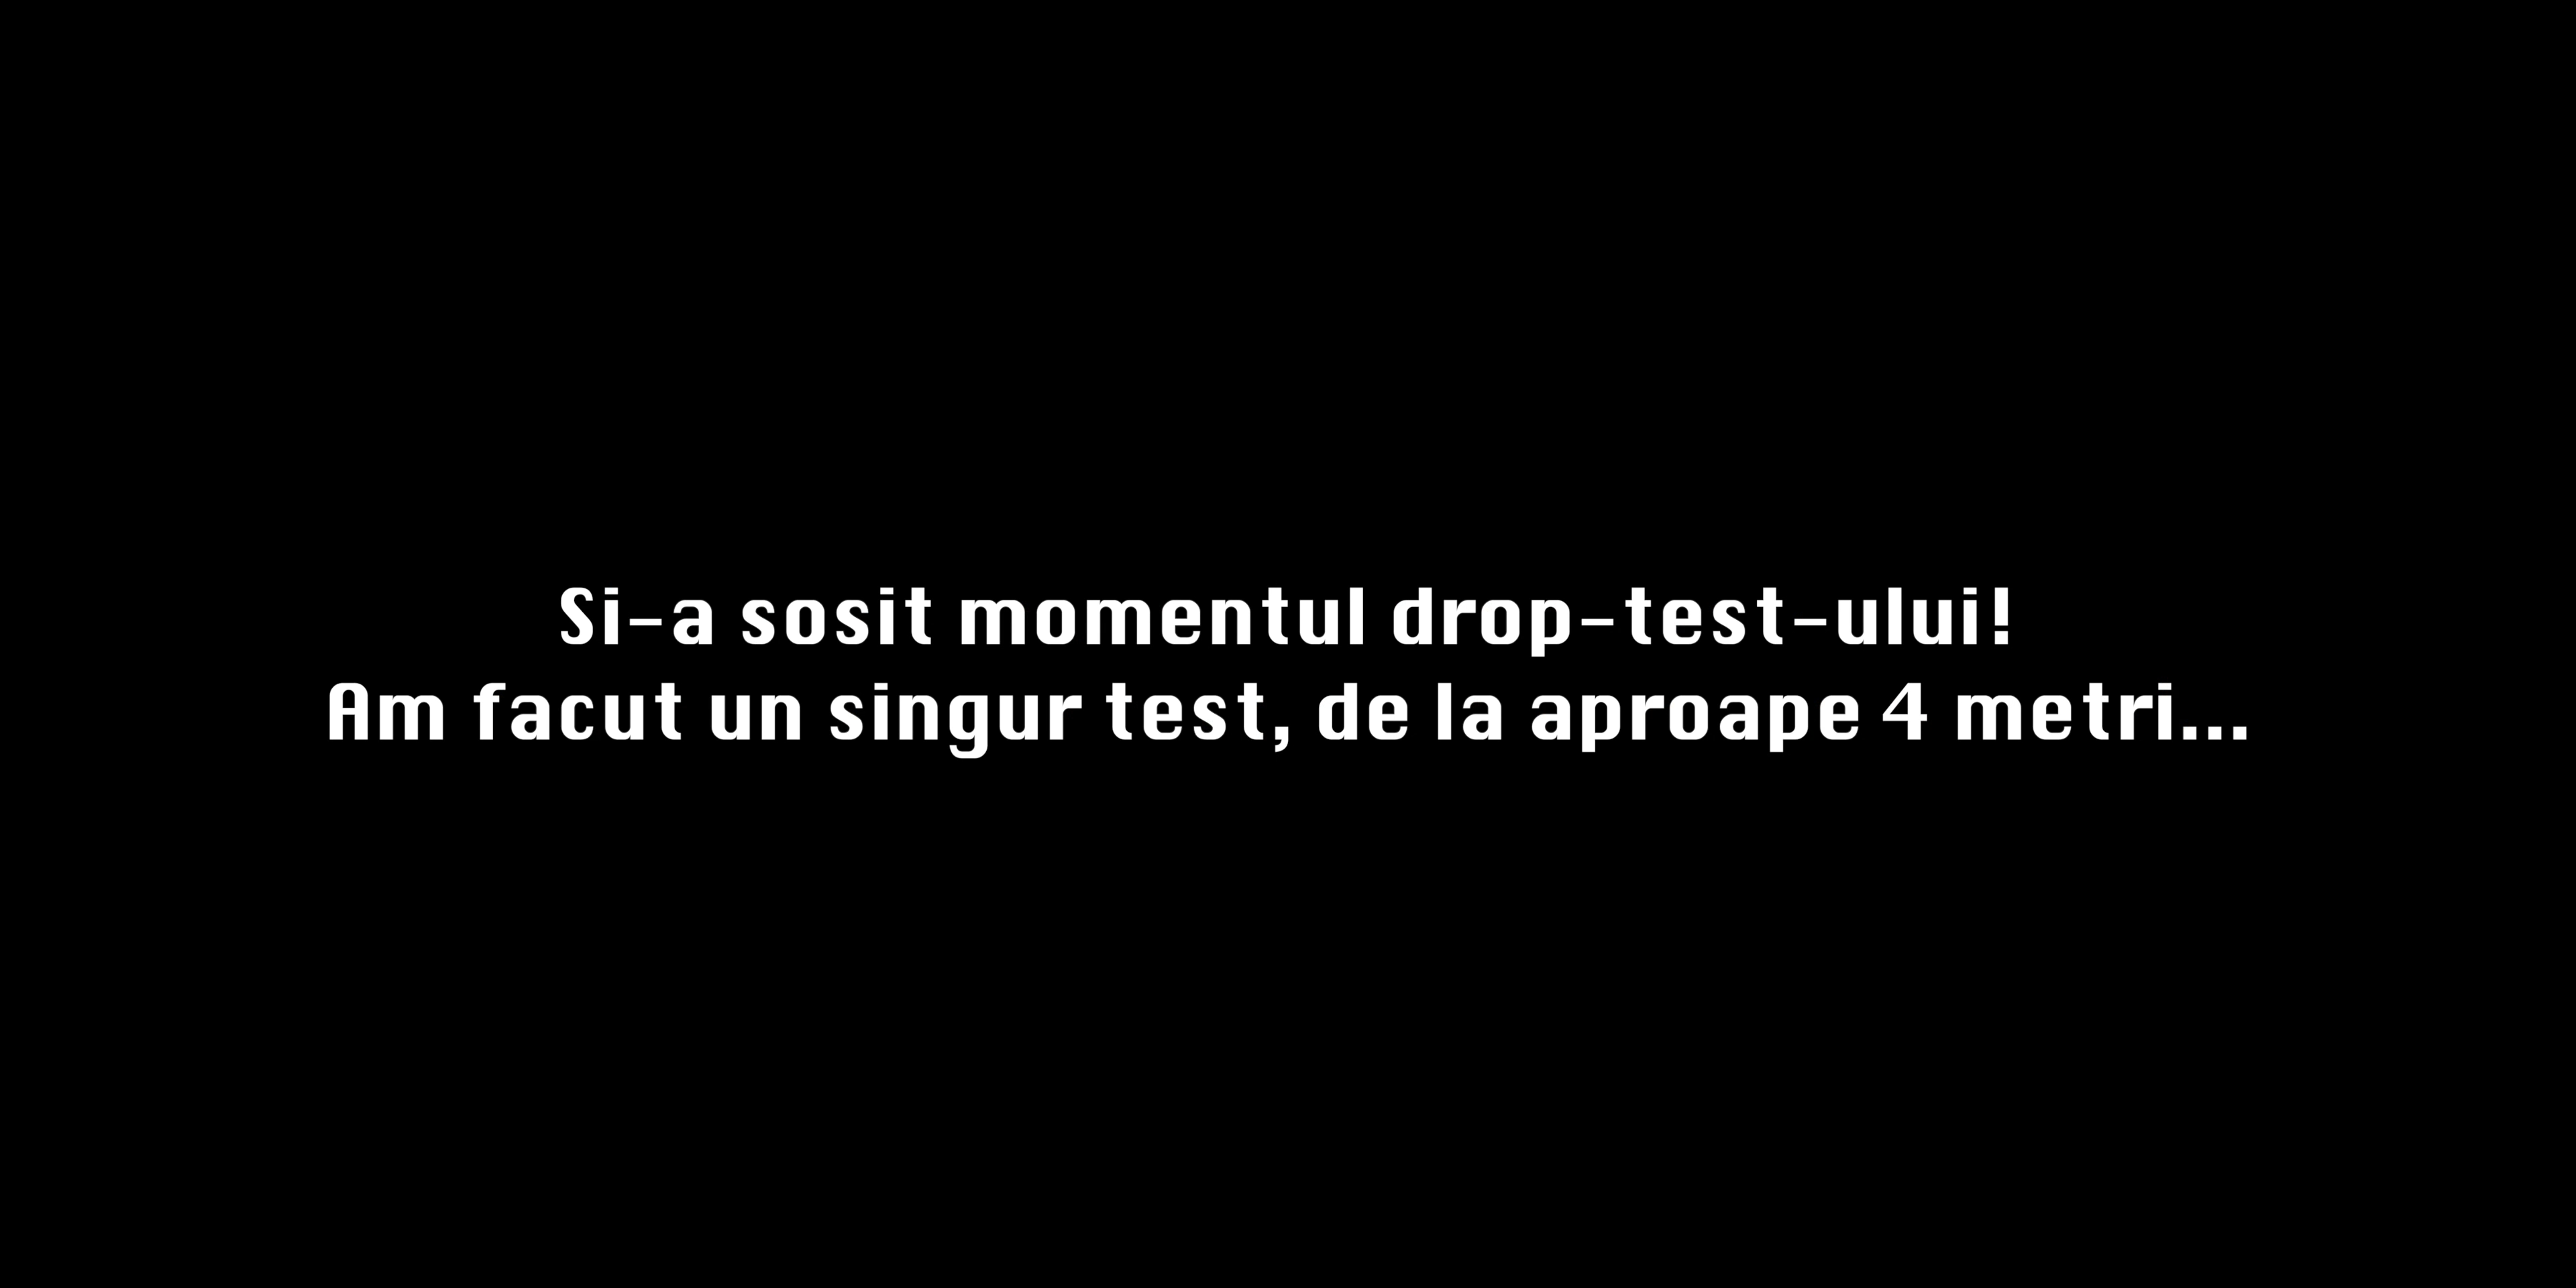 Si-a sosit momentul drop-test-ului!
Am facut un singur test, de la aproape 4 metri...